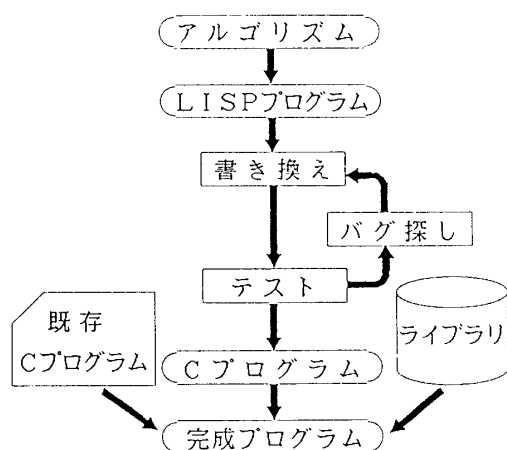 アルゴリズム
LISPプログラム
書き換え
バグ探し
テスト
既存
Cプログラム
ライブラリ
Cプログラム
完成プログラム